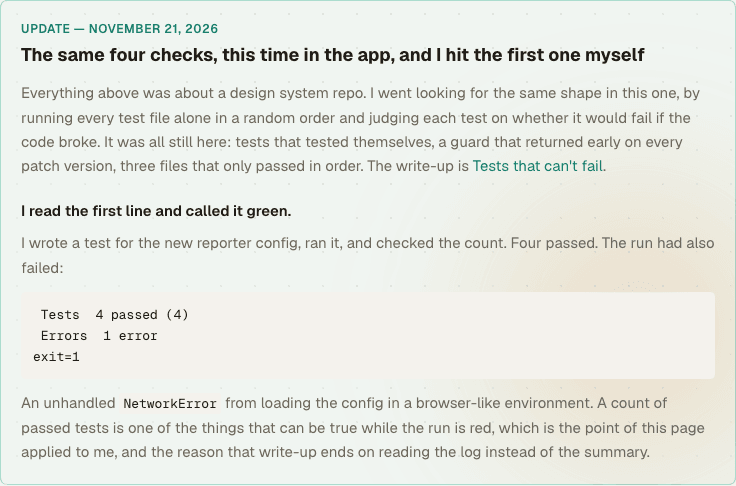 UPDATE — NOVEMBER 21, 2026
The same four checks, this time in the app, and I hit the first one myself
Everything above was about a design system repo. I went looking for the same shape in this one, by
running every test file alone in a random order and judging each test on whether it would fail if the
code broke. It was all still here: tests that tested themselves, a guard that returned early on every
patch version, three files that only passed in order. The write-up is Tests that can't fail.
I read the first line and called it green.
I wrote a test for the new reporter config, ran it, and checked the count. Four passed. The run had also
failed:
Tests  4 passed (4)
Errors  1 error
exit=1
An unhandled NetworkError from loading the config in a browser-like environment. A count of
passed tests is one of the things that can be true while the run is red, which is the point of this page
applied to me, and the reason that write-up ends on reading the log instead of the summary.